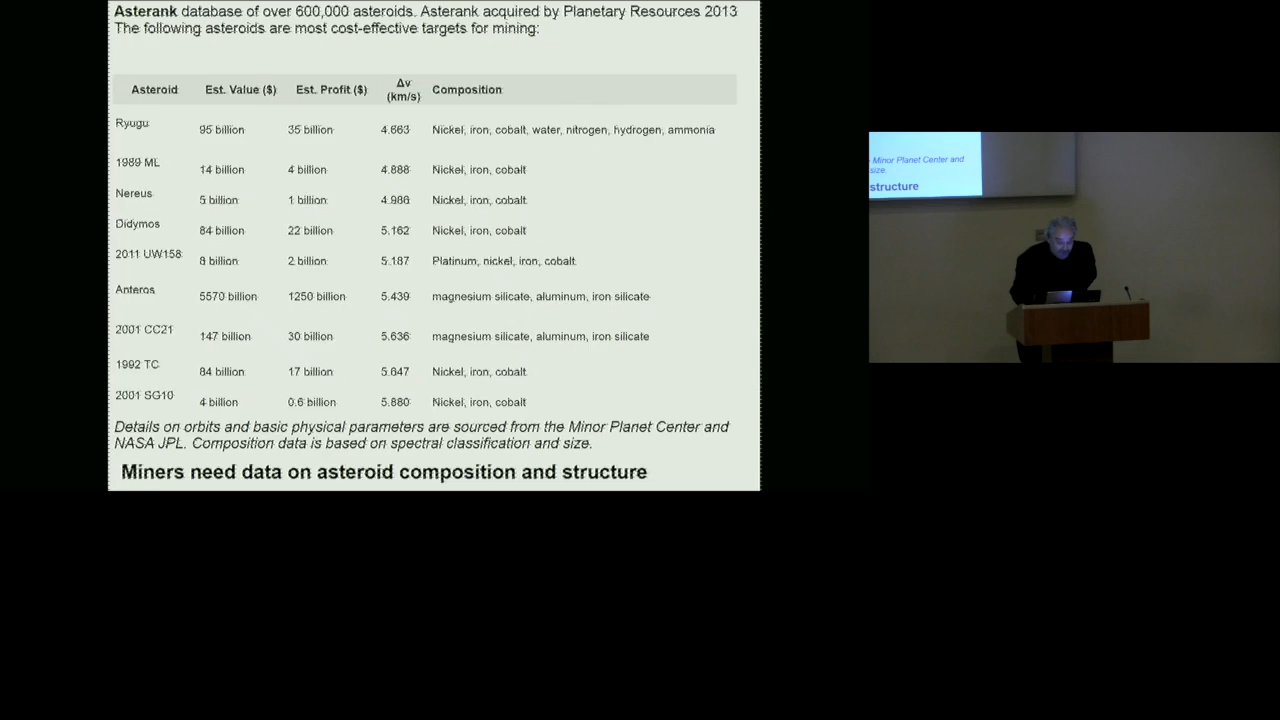 Asterank database of over 600,000 asteroids. Asterank acquired by Planetary Resources 2013
The following asteroids are most cost-effective targets for mining:
Asteroid Est. Value ($) Est. Profit ($) Δv (km/s) Composition
Ryugu 95 billion 35 billion 4.663 Nickel, iron, cobalt, water, nitrogen, hydrogen, ammonia
1989 ML 14 billion 4 billion 4.888 Nickel, iron, cobalt
Nereus 5 billion 1 billion 4.986 Nickel, iron, cobalt
Didymos 84 billion 22 billion 5.162 Nickel, iron, cobalt
2011 UW158 8 billion 2 billion 5.187 Platinum, nickel, iron, cobalt
Anteros 5570 billion 1250 billion 5.439 magnesium silicate, aluminum, iron silicate
2001 CC21 147 billion 30 billion 5.636 magnesium silicate, aluminum, iron silicate
1992 TC 84 billion 17 billion 5.647 Nickel, iron, cobalt
2001 SG10 4 billion 0.6 billion 5.880 Nickel, iron, cobalt
Details on orbits and basic physical parameters are sourced from the Minor Planet Center and
NASA JPL. Composition data is based on spectral classification and size.
Miners need data on asteroid composition and structure
Minor Planet Center and
size.
structure